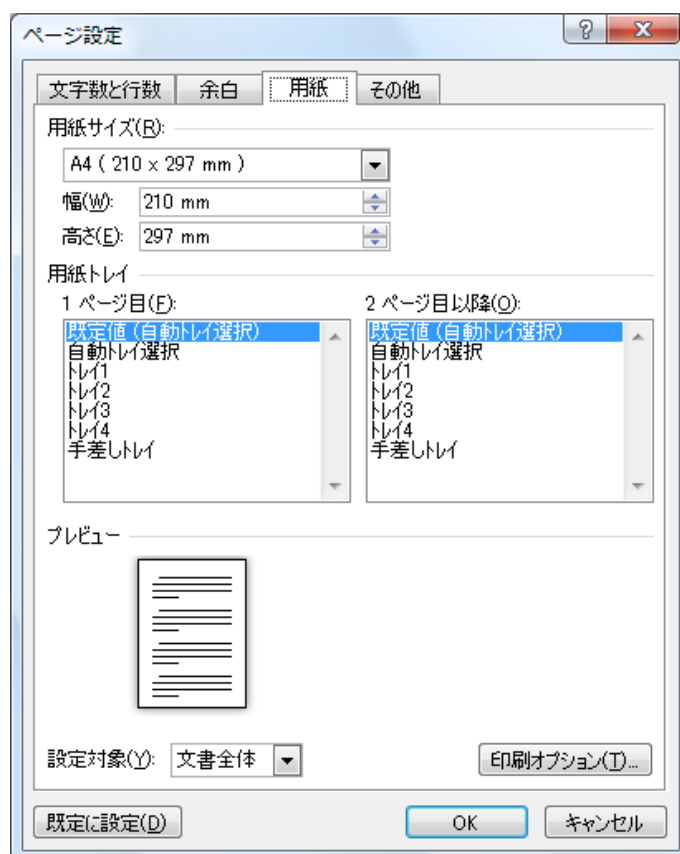 ページ設定
文字数と行数 余白 用紙 その他
用紙サイズ(R):
A4 ( 210 x 297 mm )
幅(W): 210 mm
高さ(E): 297 mm
用紙トレイ
1 ページ目(F): 2 ページ目以降(O):
既定値 (自動トレイ選択) 既定値 (自動トレイ選択)
自動トレイ選択 自動トレイ選択
トレイ1 トレイ1
トレイ2 トレイ2
トレイ3 トレイ3
トレイ4 トレイ4
手差しトレイ 手差しトレイ
プレビュー
設定対象(Y): 文書全体 印刷オプション(T)...
既定に設定(D) OK キャンセル